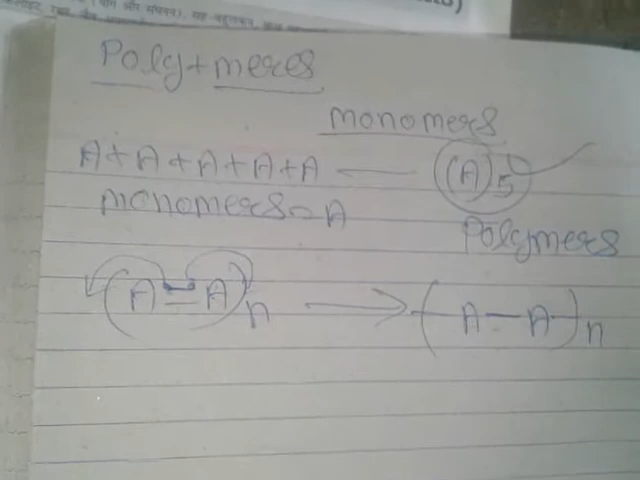 Poly + meres
monomers
A + A + A + A + A — (A)5
monomers = A
Polymers
(A = A)n → (A — A)n